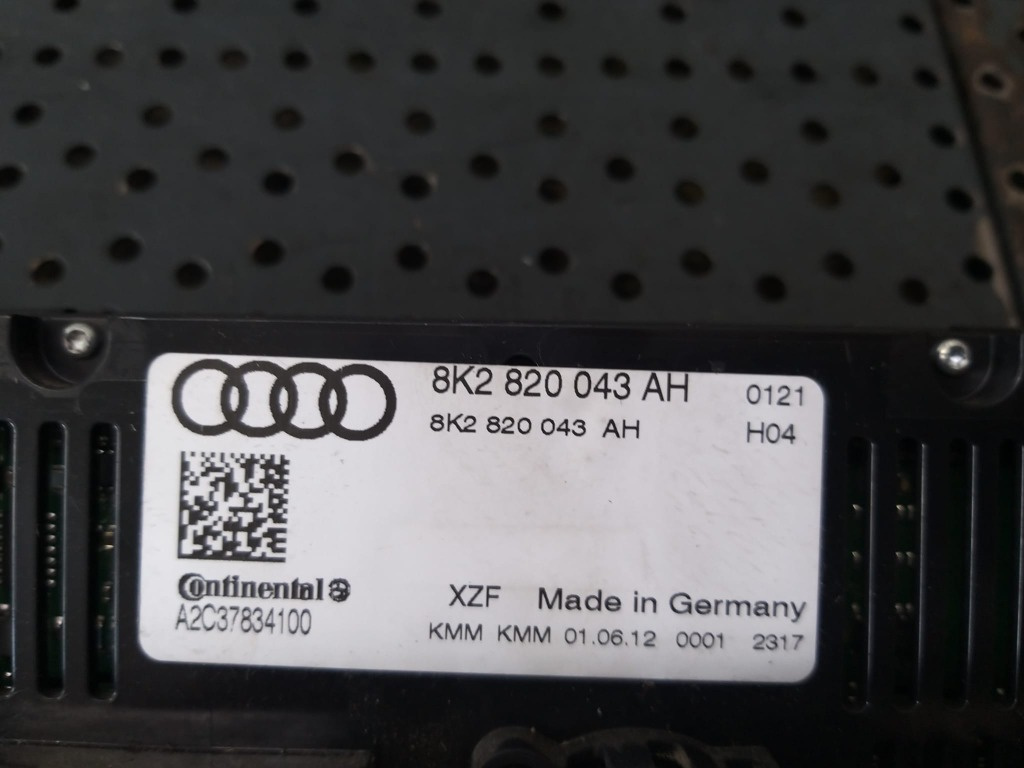 8K2 820 043 AH 0121
8K2 820 043 AH H04
Continental
A2C37834100
XZF Made in Germany
KMM KMM 01.06.12 0001 2317